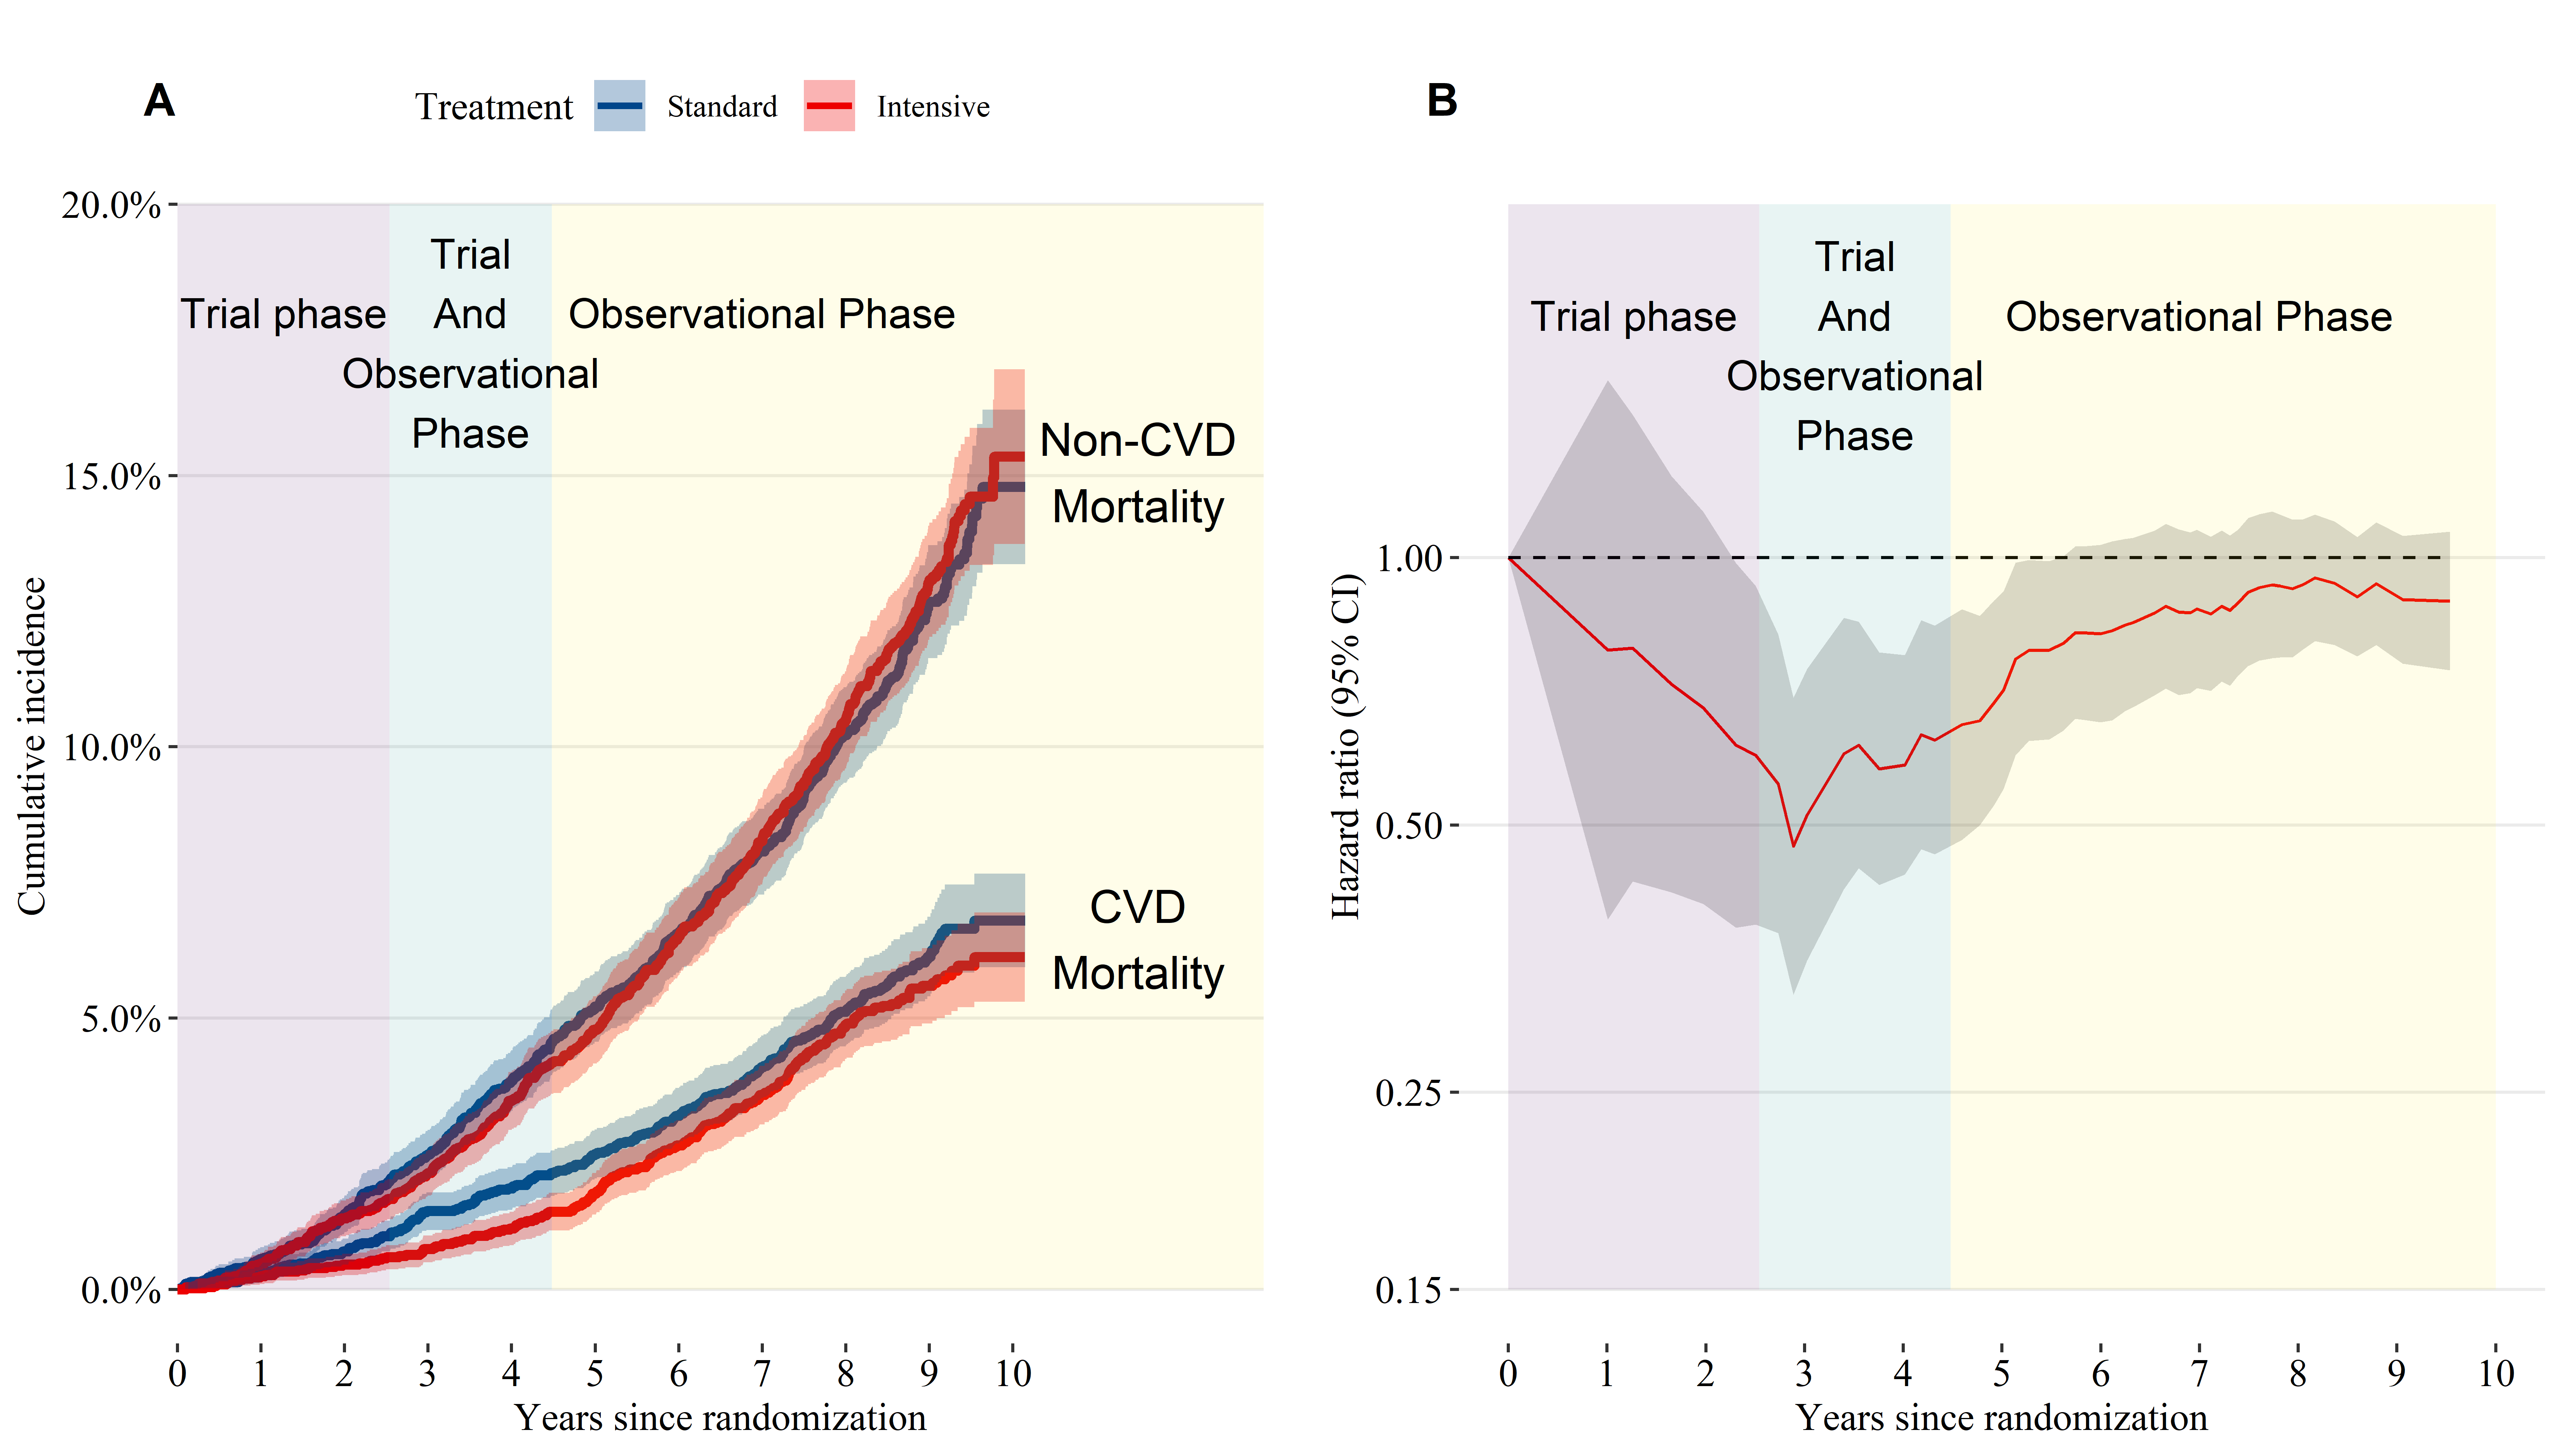 A
Treatment Standard Intensive
20.0%
15.0%
10.0%
5.0%
0.0%
Cumulative incidence
Trial phase
Trial
And
Observational
Phase
Observational Phase
Non-CVD
Mortality
CVD
Mortality
0 1 2 3 4 5 6 7 8 9 10
Years since randomization
B
1.00
0.50
0.25
0.15
Hazard ratio (95% CI)
Trial phase
Trial
And
Observational
Phase
Observational Phase
0 1 2 3 4 5 6 7 8 9 10
Years since randomization